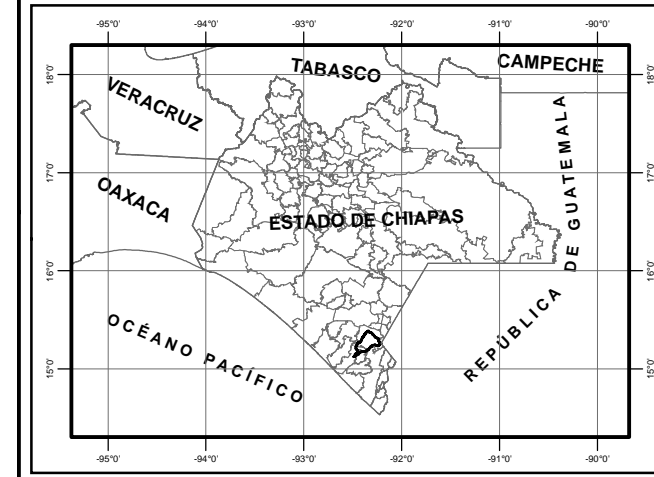 -95°0'
-94°0'
-93°0'
-92°0'
-91°0'
-90°0'
18°0'
18°0'
TABASCO
CAMPECHE
VERACRUZ
17°0'
17°0'
OAXACA
ESTADO DE CHIAPAS
REPÚBLICA
DE GUATEMALA
16°0'
16°0'
OCÉANO PACÍFICO
15°0'
15°0'
-95°0'
-94°0'
-93°0'
-92°0'
-91°0'
-90°0'